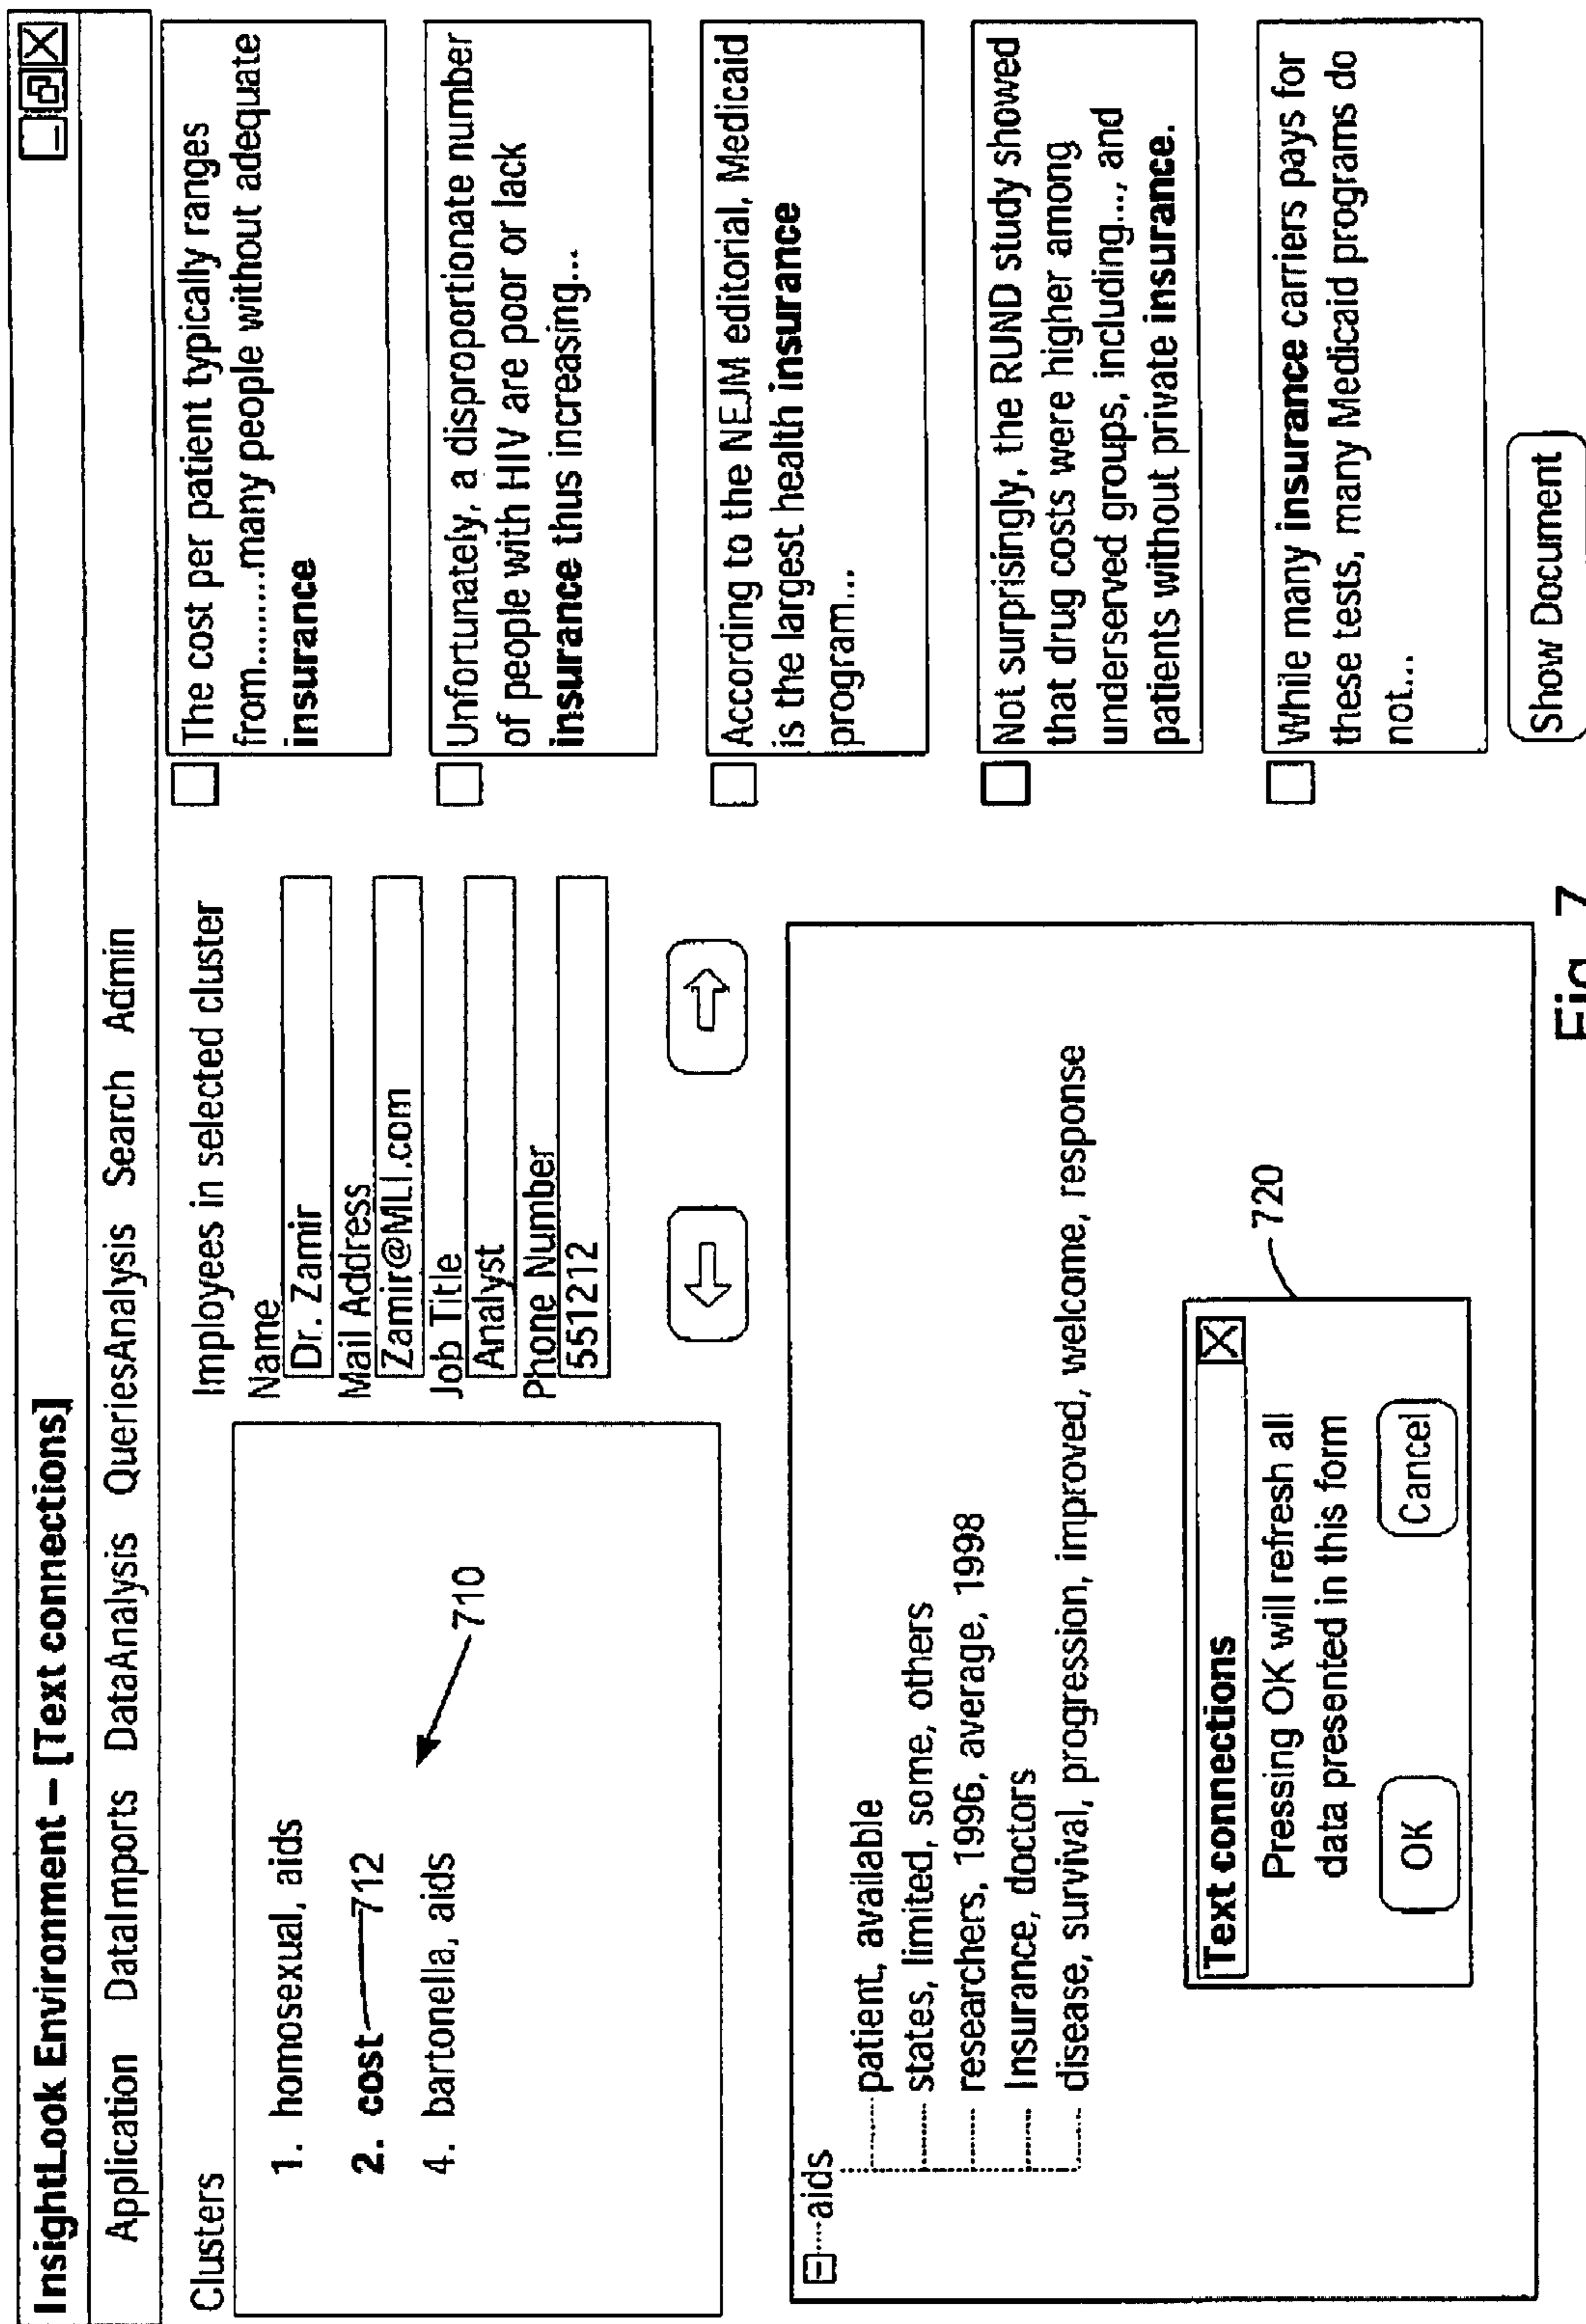 InsightLook Environment – [Text connections]
Application DataImports DataAnalysis QueriesAnalysis Search Admin
Clusters
1. homosexual, aids
2. cost 712
4. bartonella, aids
710
Imployees in selected cluster
Name
Dr. Zamir
Mail Address
Zamir@MLI.com
Job Title
Analyst
Phone Number
551212
The cost per patient typically ranges
from.........many people without adequate
insurance
Unfortunately, a disproportionate number
of people with HIV are poor or lack
insurance thus increasing...
According to the NEJM editorial, Medicaid
is the largest health insurance
program...
Not surprisingly, the RUND study showed
that drug costs were higher among
underserved groups, including..., and
patients without private insurance.
While many insurance carriers pays for
these tests, many Medicaid programs do
not...
Show Document
aids
patient, available
states, limited, some, others
researchers, 1996, average, 1998
Insurance, doctors
disease, survival, progression, improved, welcome, response
Text connections
Pressing OK will refresh all
data presented in this form
OK Cancel
720
Fig. 7